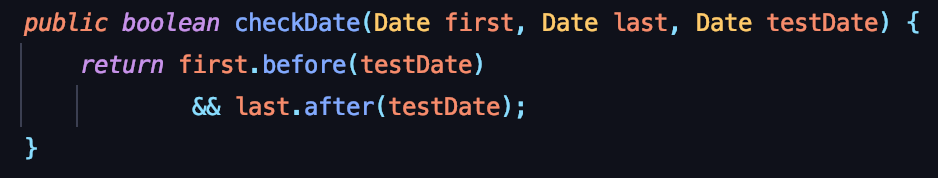 public boolean checkDate(Date first, Date last, Date testDate) {
    return first.before(testDate)
            && last.after(testDate);
}